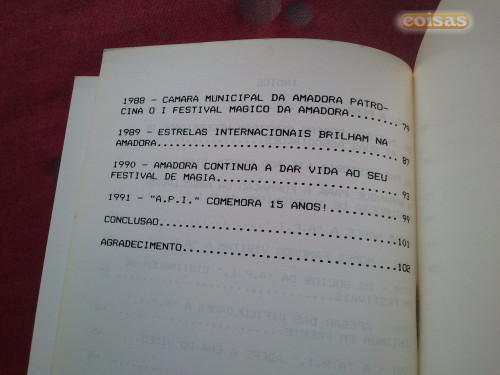 coisas
1988 - CAMARA MUNICIPAL DA AMADORA PATRO-
CINA O I FESTIVAL MAGICO DA AMADORA....... 79
1989 - ESTRELAS INTERNACIONAIS BRILHAM NA
AMADORA................................... 87
1990 - AMADORA CONTINUA A DAR VIDA AO SEU
FESTIVAL DE MAGIA......................... 93
1991 - "A.P.I." COMEMORA 15 ANOS!......... 99
CONCLUSAO.................................101
AGRADECIMENTO.............................102